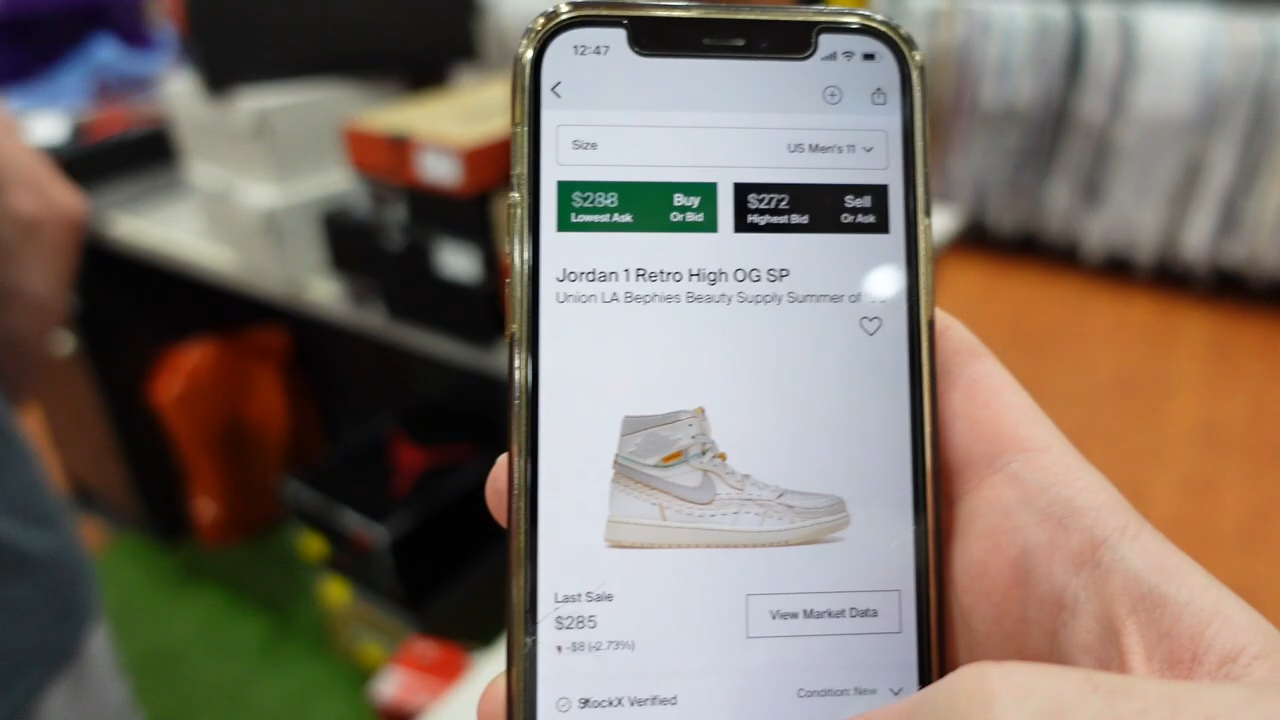 12:47
Size US Men's 11
$288 Buy
Lowest Ask Or Bid
$272 Sell
Highest Bid Or Ask
Jordan 1 Retro High OG SP
Union LA Bephies Beauty Supply Summer of
Last Sale
$285
View Market Data
-$8 (-2.73%)
StockX Verified
Condition: New